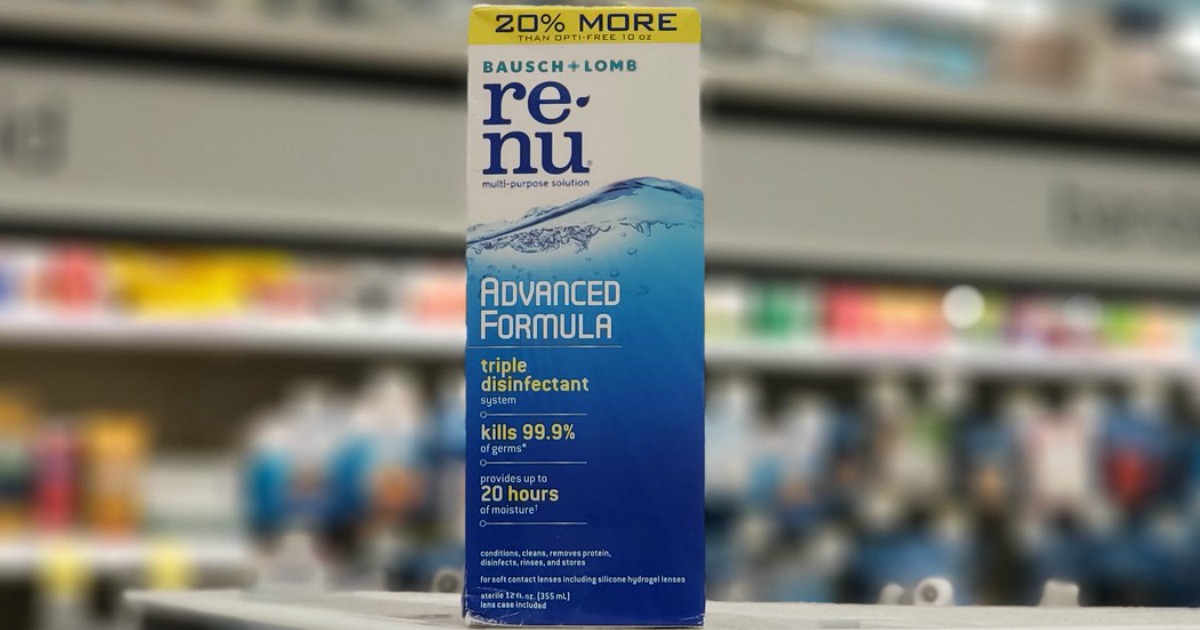 20% MORE
THAN OPTI-FREE 10 oz
BAUSCH + LOMB
re
nu®
multi-purpose solution
ADVANCED
FORMULA
triple
disinfectant
system
kills 99.9%
of germs*
provides up to
20 hours
of moisture†
conditions, cleans, removes protein,
disinfects, rinses, and stores
for soft contact lenses including silicone hydrogel lenses
sterile 12 fl. oz. (355 mL)
lens case included